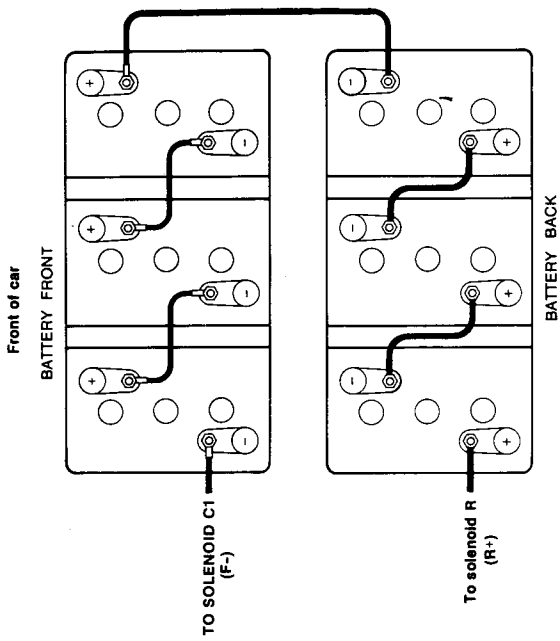 Front of car
BATTERY FRONT
+ + +
- - -
TO SOLENOID C1
(F-)
- - -
+ + +
To solenoid R
(R+)
BATTERY BACK